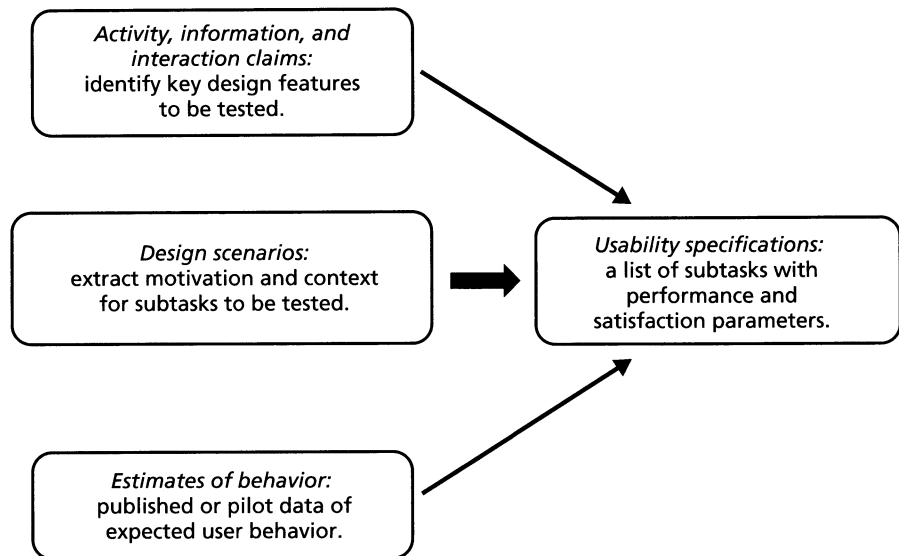 Activity, information, and
interaction claims:
identify key design features
to be tested.
Design scenarios:
extract motivation and context
for subtasks to be tested.
Usability specifications:
a list of subtasks with
performance and
satisfaction parameters.
Estimates of behavior:
published or pilot data of
expected user behavior.